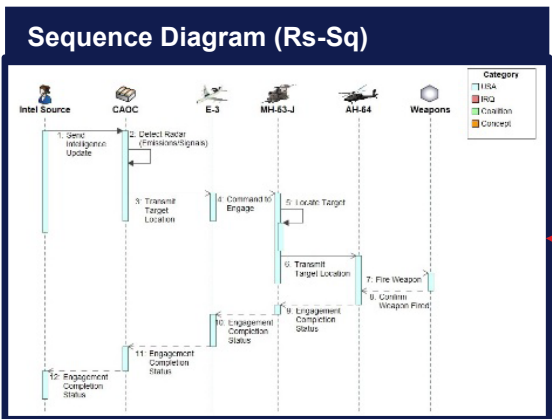 Sequence Diagram (Rs-Sq)
Intel Source
CAOC
E-3
MH-53-J
AH-64
Weapons
Category
USA
IRQ
Coalition
Concept
1: Send
Intelligence
Update
2: Detect Radar
(Emissions/Signals)
3: Transmit
Target
Location
4: Command to
Engage
5: Locate Target
6: Transmit
Target Location
7: Fire Weapon
8: Confirm
Weapon Fired
9: Engagement
Completion
Status
10: Engagement
Completion
Status
11: Engagement
Completion
Status
12: Engagement
Completion
Status